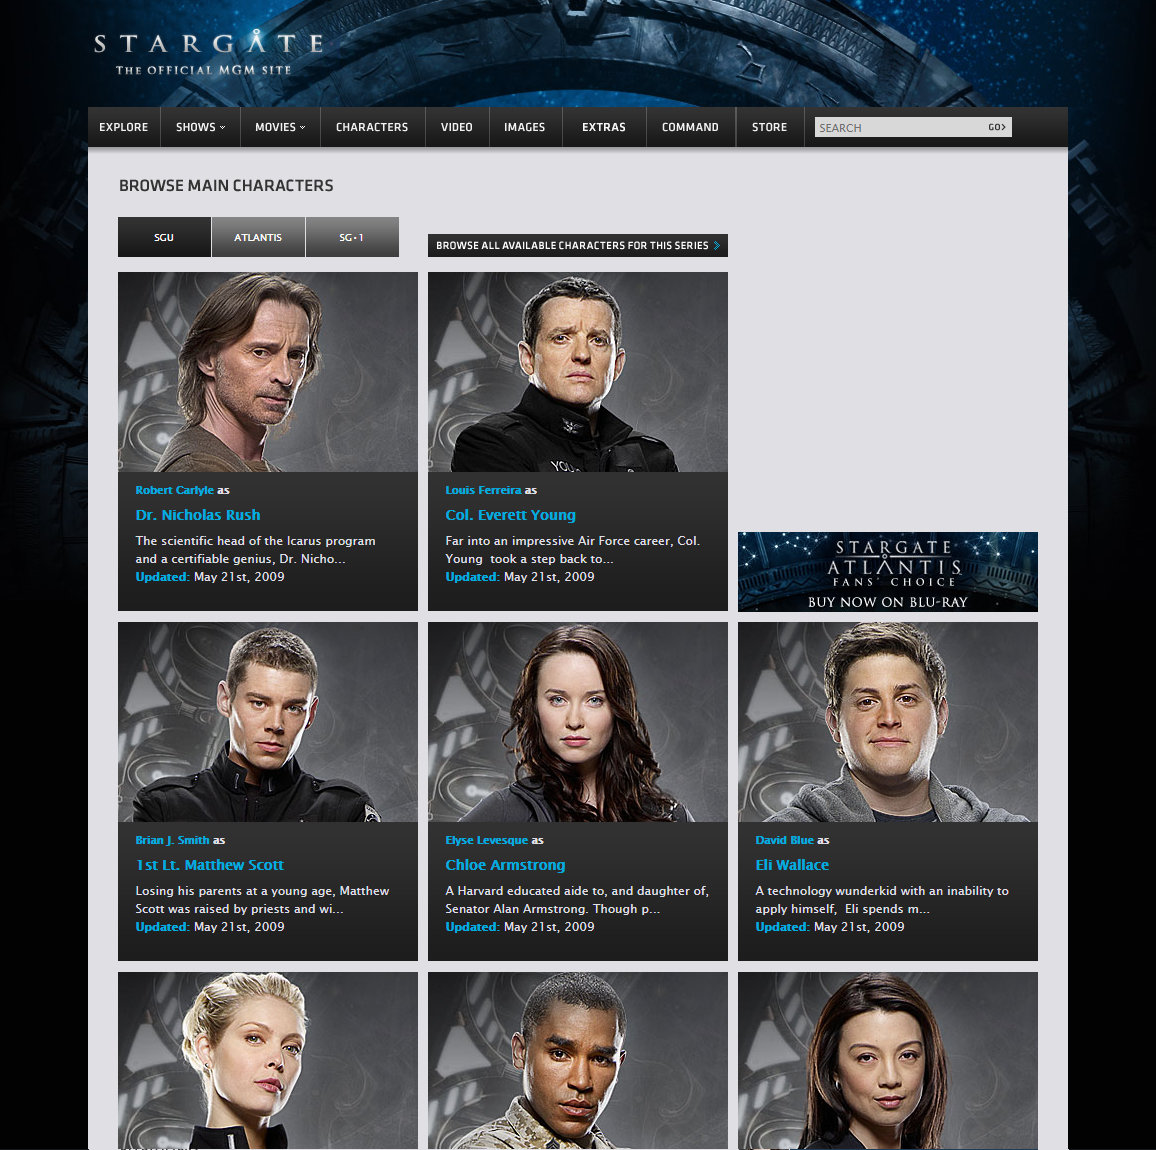 STARGATE
THE OFFICIAL MGM SITE
EXPLORE
SHOWS
MOVIES
CHARACTERS
VIDEO
IMAGES
EXTRAS
COMMAND
STORE
SEARCH
GO>
BROWSE MAIN CHARACTERS
SGU
ATLANTIS
SG•1
BROWSE ALL AVAILABLE CHARACTERS FOR THIS SERIES >
YOU
Robert Carlyle as
Dr. Nicholas Rush
The scientific head of the Icarus program
and a certifiable genius, Dr. Nicho...
Updated: May 21st, 2009
Louis Ferreira as
Col. Everett Young
Far into an impressive Air Force career, Col.
Young took a step back to...
Updated: May 21st, 2009
STARGATE
ATLANTIS
FANS' CHOICE
BUY NOW ON BLU-RAY
Brian J. Smith as
1st Lt. Matthew Scott
Losing his parents at a young age, Matthew
Scott was raised by priests and wi...
Updated: May 21st, 2009
Elyse Levesque as
Chloe Armstrong
A Harvard educated aide to, and daughter of,
Senator Alan Armstrong. Though p...
Updated: May 21st, 2009
David Blue as
Eli Wallace
A technology wunderkid with an inability to
apply himself, Eli spends m...
Updated: May 21st, 2009